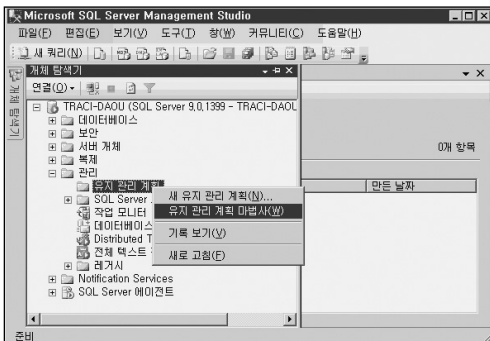 Microsoft SQL Server Management Studio
파일(F) 편집(E) 보기(V) 도구(T) 창(W) 커뮤니티(C) 도움말(H)
새 쿼리(N)
개체 탐색기
연결(O)
TRACI-DAOU (SQL Server 9.0.1399 - TRACI-DAOU
데이터베이스
보안
서버 개체
복제
관리
유지 관리 계획
SQL Server
작업 모니터
데이터베이스
Distributed T
전체 텍스트
레거시
Notification Services
SQL Server 에이전트
새 유지 관리 계획(N)...
유지 관리 계획 마법사(W)
기록 보기(V)
새로 고침(F)
0개 항목
만든 날짜
준비